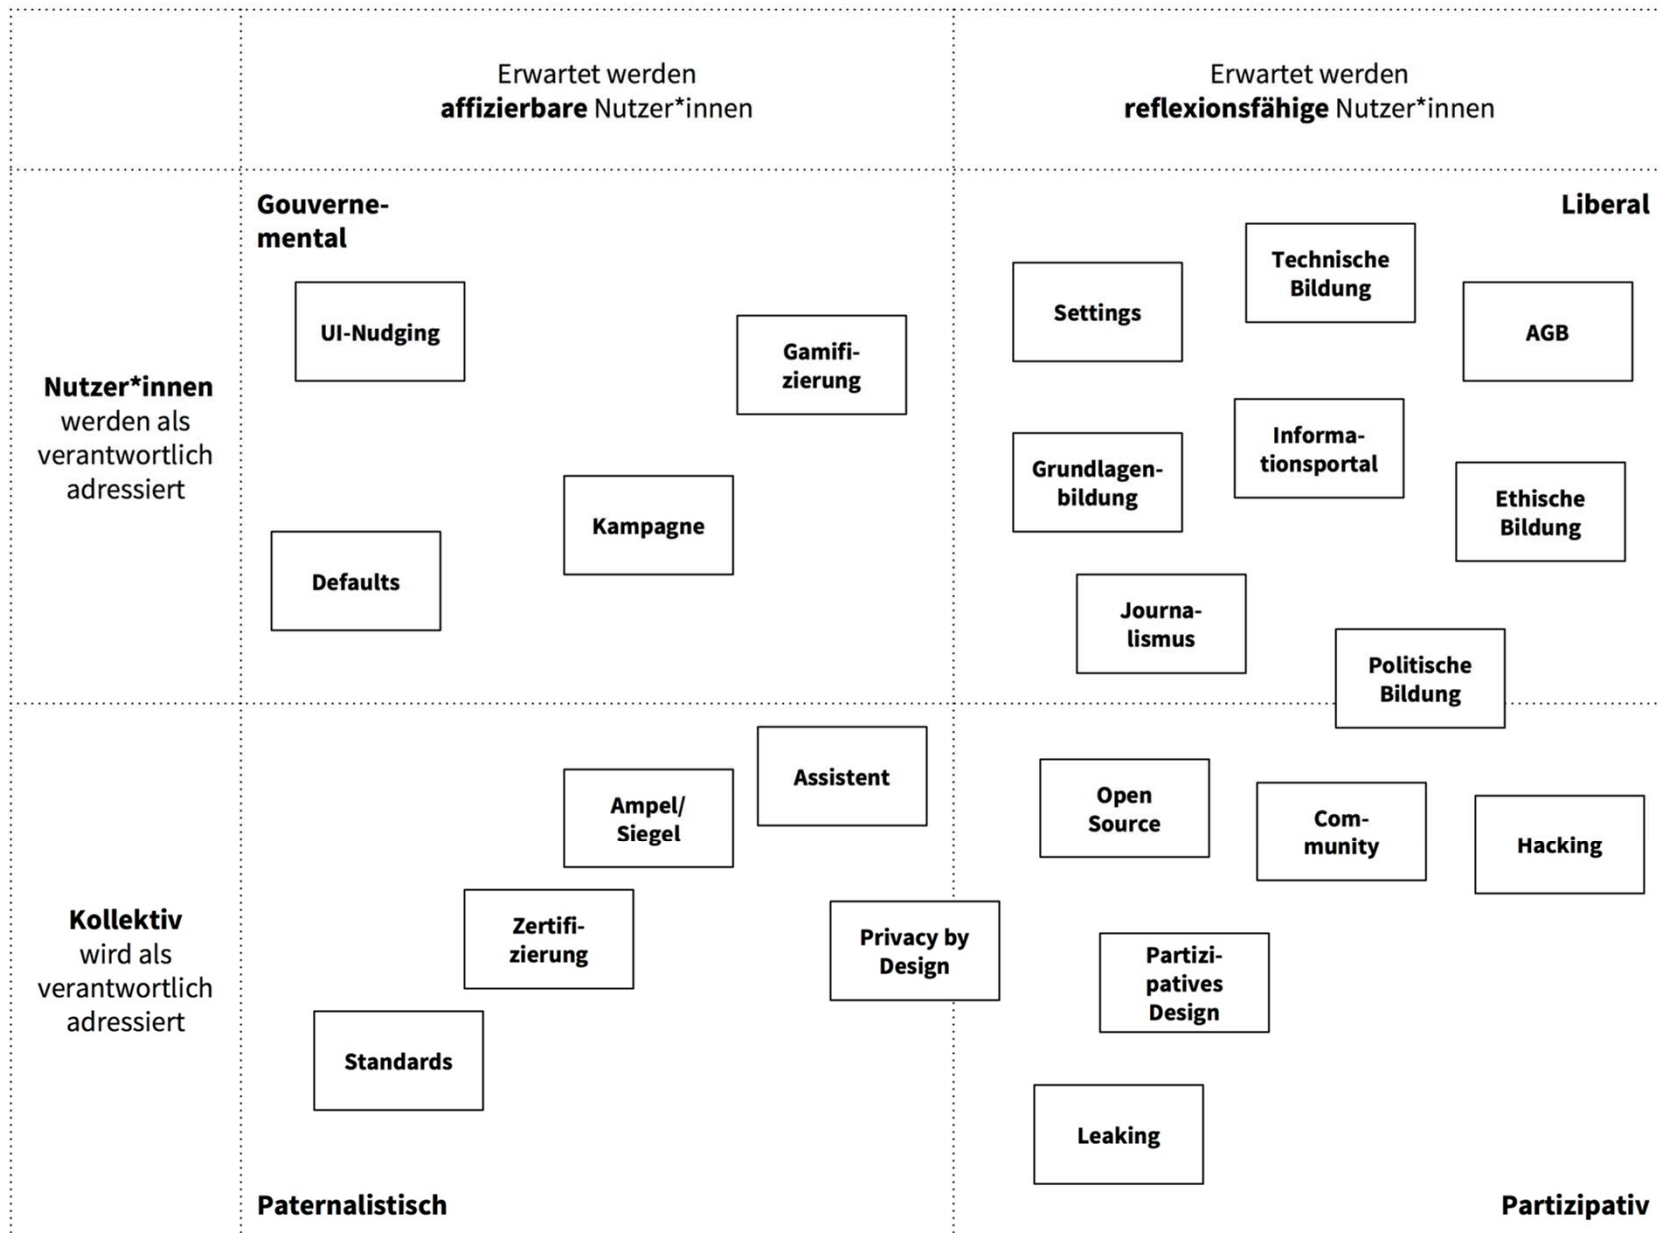 Erwartet werden
affizierbare Nutzer*innen
Erwartet werden
reflexionsfähige Nutzer*innen
Nutzer*innen
werden als
verantwortlich
adressiert
Gouverne-
mental
UI-Nudging
Gamifi-
zierung
Kampagne
Defaults
Liberal
Technische
Bildung
Settings
AGB
Informa-
tionsportal
Grundlagen-
bildung
Ethische
Bildung
Journa-
lismus
Politische
Bildung
Kollektiv
wird als
verantwortlich
adressiert
Assistent
Ampel/
Siegel
Zertifi-
zierung
Privacy by
Design
Standards
Paternalistisch
Open
Source
Com-
munity
Hacking
Partizi-
patives
Design
Leaking
Partizipativ